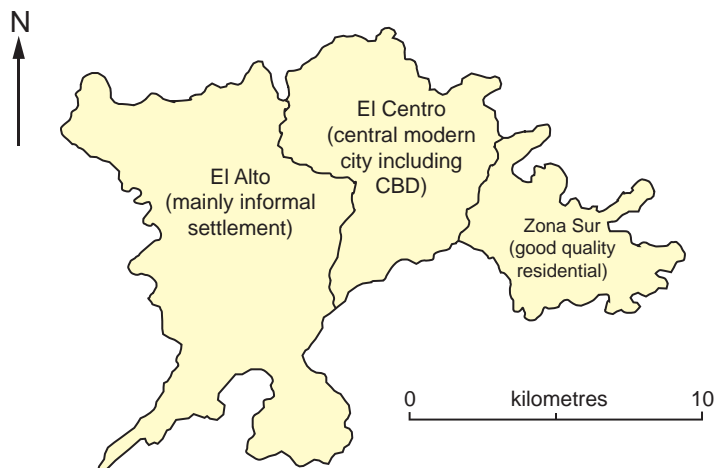 N
El Centro
(central modern
city including
CBD)
El Alto
(mainly informal
settlement)
Zona Sur
(good quality
residential)
0 kilometres 10